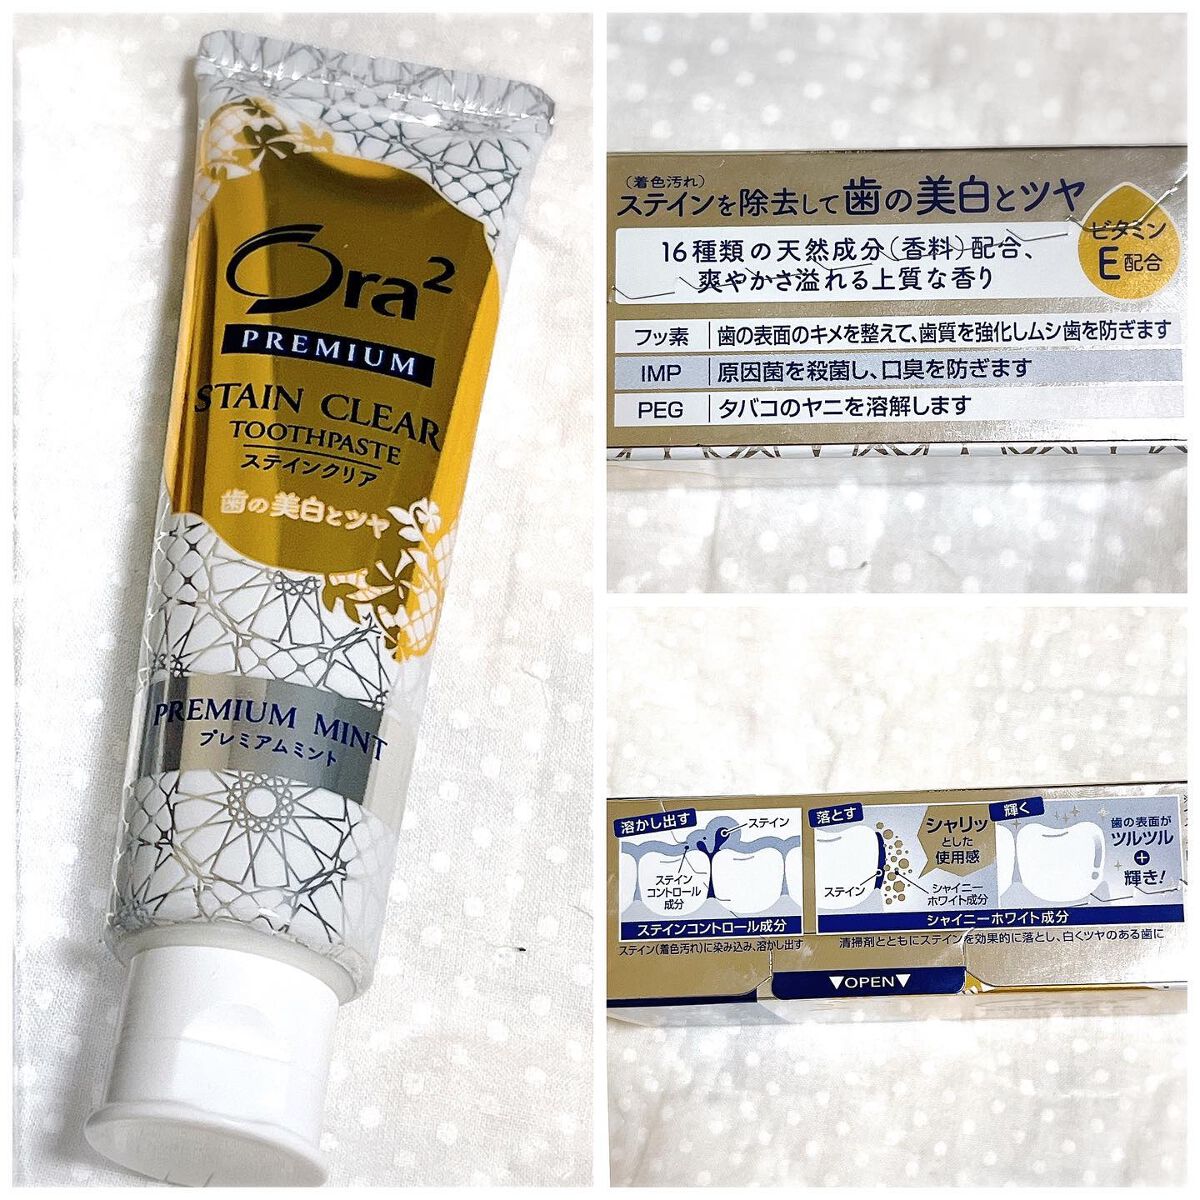 Ora²
PREMIUM
STAIN CLEAR
TOOTHPASTE
ステインクリア
歯の美白とツヤ
PREMIUM MINT
プレミアムミント
(着色汚れ)
ステインを除去して歯の美白とツヤ
16種類の天然成分(香料)配合、
爽やかさ溢れる上質な香り
ビタミン
E配合
フッ素 歯の表面のキメを整えて、歯質を強化しムシ歯を防ぎます
IMP 原因菌を殺菌し、口臭を防ぎます
PEG タバコのヤニを溶解します
溶かし出す
ステイン
ステイン
コントロール
成分
ステインコントロール成分
ステイン(着色汚れ)に染み込み、溶かし出す
落とす
シャリッ
とした
使用感
ステイン
シャイニー
ホワイト成分
輝く
歯の表面が
ツルツル
+
輝き!
シャイニーホワイト成分
清掃剤とともにステインを効果的に落とし、白くツヤのある歯に
▼OPEN▼